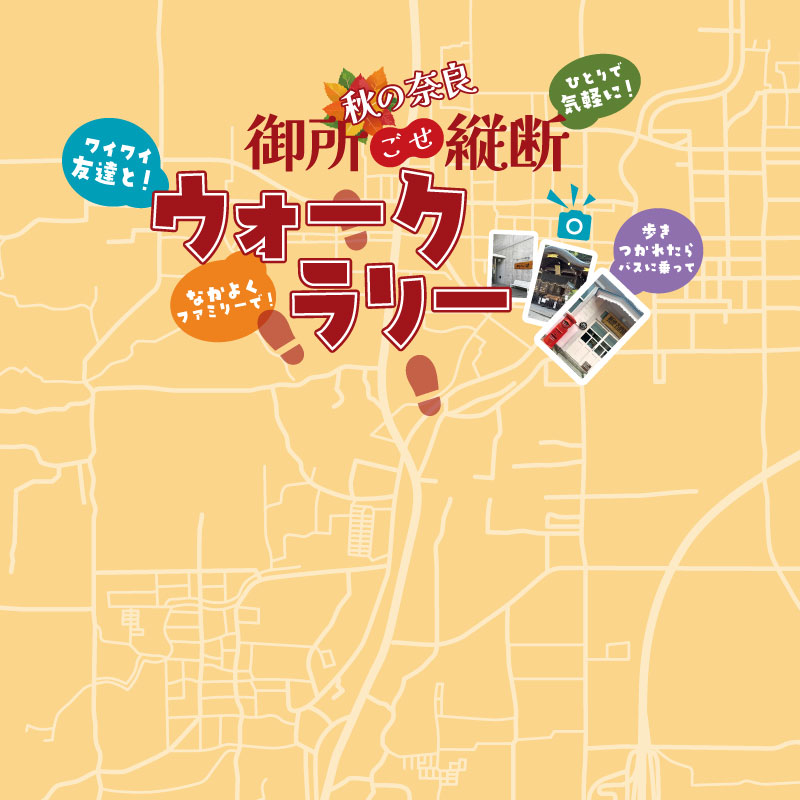 秋の奈良
御所ごせ縦断
ウォーク
ラリー
ひとりで
気軽に！
ワイワイ
友達と！
なかよく
ファミリーで！
歩き
つかれたら
バスに乗って